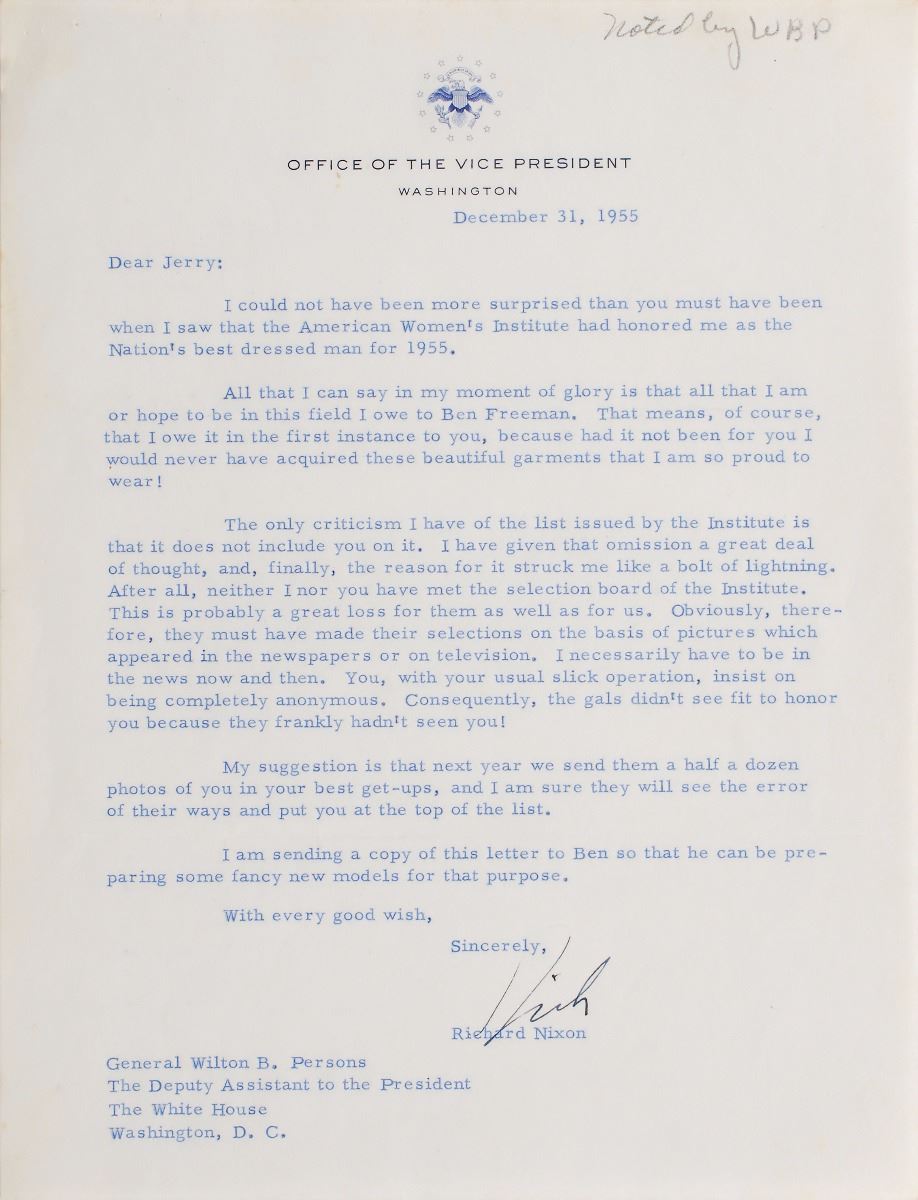 Noted by WBP
OFFICE OF THE VICE PRESIDENT
WASHINGTON
December 31, 1955
Dear Jerry:
I could not have been more surprised than you must have been
when I saw that the American Women's Institute had honored me as the
Nation's best dressed man for 1955.
All that I can say in my moment of glory is that all that I am
or hope to be in this field I owe to Ben Freeman. That means, of course,
that I owe it in the first instance to you, because had it not been for you I
would never have acquired these beautiful garments that I am so proud to
wear!
The only criticism I have of the list issued by the Institute is
that it does not include you on it. I have given that omission a great deal
of thought, and, finally, the reason for it struck me like a bolt of lightning.
After all, neither I nor you have met the selection board of the Institute.
This is probably a great loss for them as well as for us. Obviously, there-
fore, they must have made their selections on the basis of pictures which
appeared in the newspapers or on television. I necessarily have to be in
the news now and then. You, with your usual slick operation, insist on
being completely anonymous. Consequently, the gals didn't see fit to honor
you because they frankly hadn't seen you!
My suggestion is that next year we send them a half a dozen
photos of you in your best get-ups, and I am sure they will see the error
of their ways and put you at the top of the list.
I am sending a copy of this letter to Ben so that he can be pre-
paring some fancy new models for that purpose.
With every good wish,
Sincerely,
Dick
Richard Nixon
General Wilton B. Persons
The Deputy Assistant to the President
The White House
Washington, D. C.